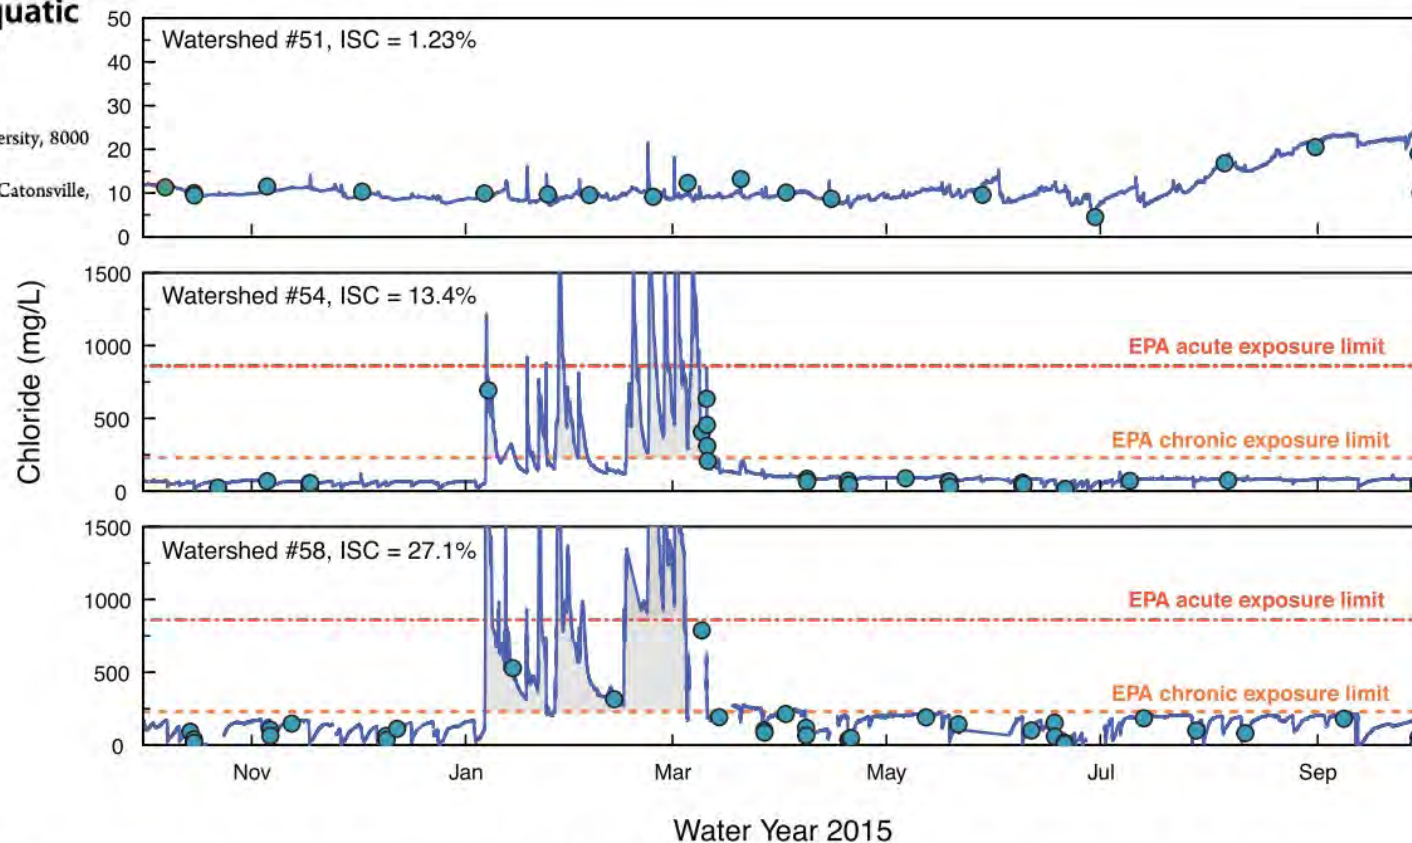 quatic
ersity, 8000
Catonsville,
50
Watershed #51, ISC = 1.23%
40
30
20
10
0
Chloride (mg/L)
1500
Watershed #54, ISC = 13.4%
1000
EPA acute exposure limit
500
EPA chronic exposure limit
0
1500
Watershed #58, ISC = 27.1%
1000
EPA acute exposure limit
500
EPA chronic exposure limit
0
Nov Jan Mar May Jul Sep
Water Year 2015